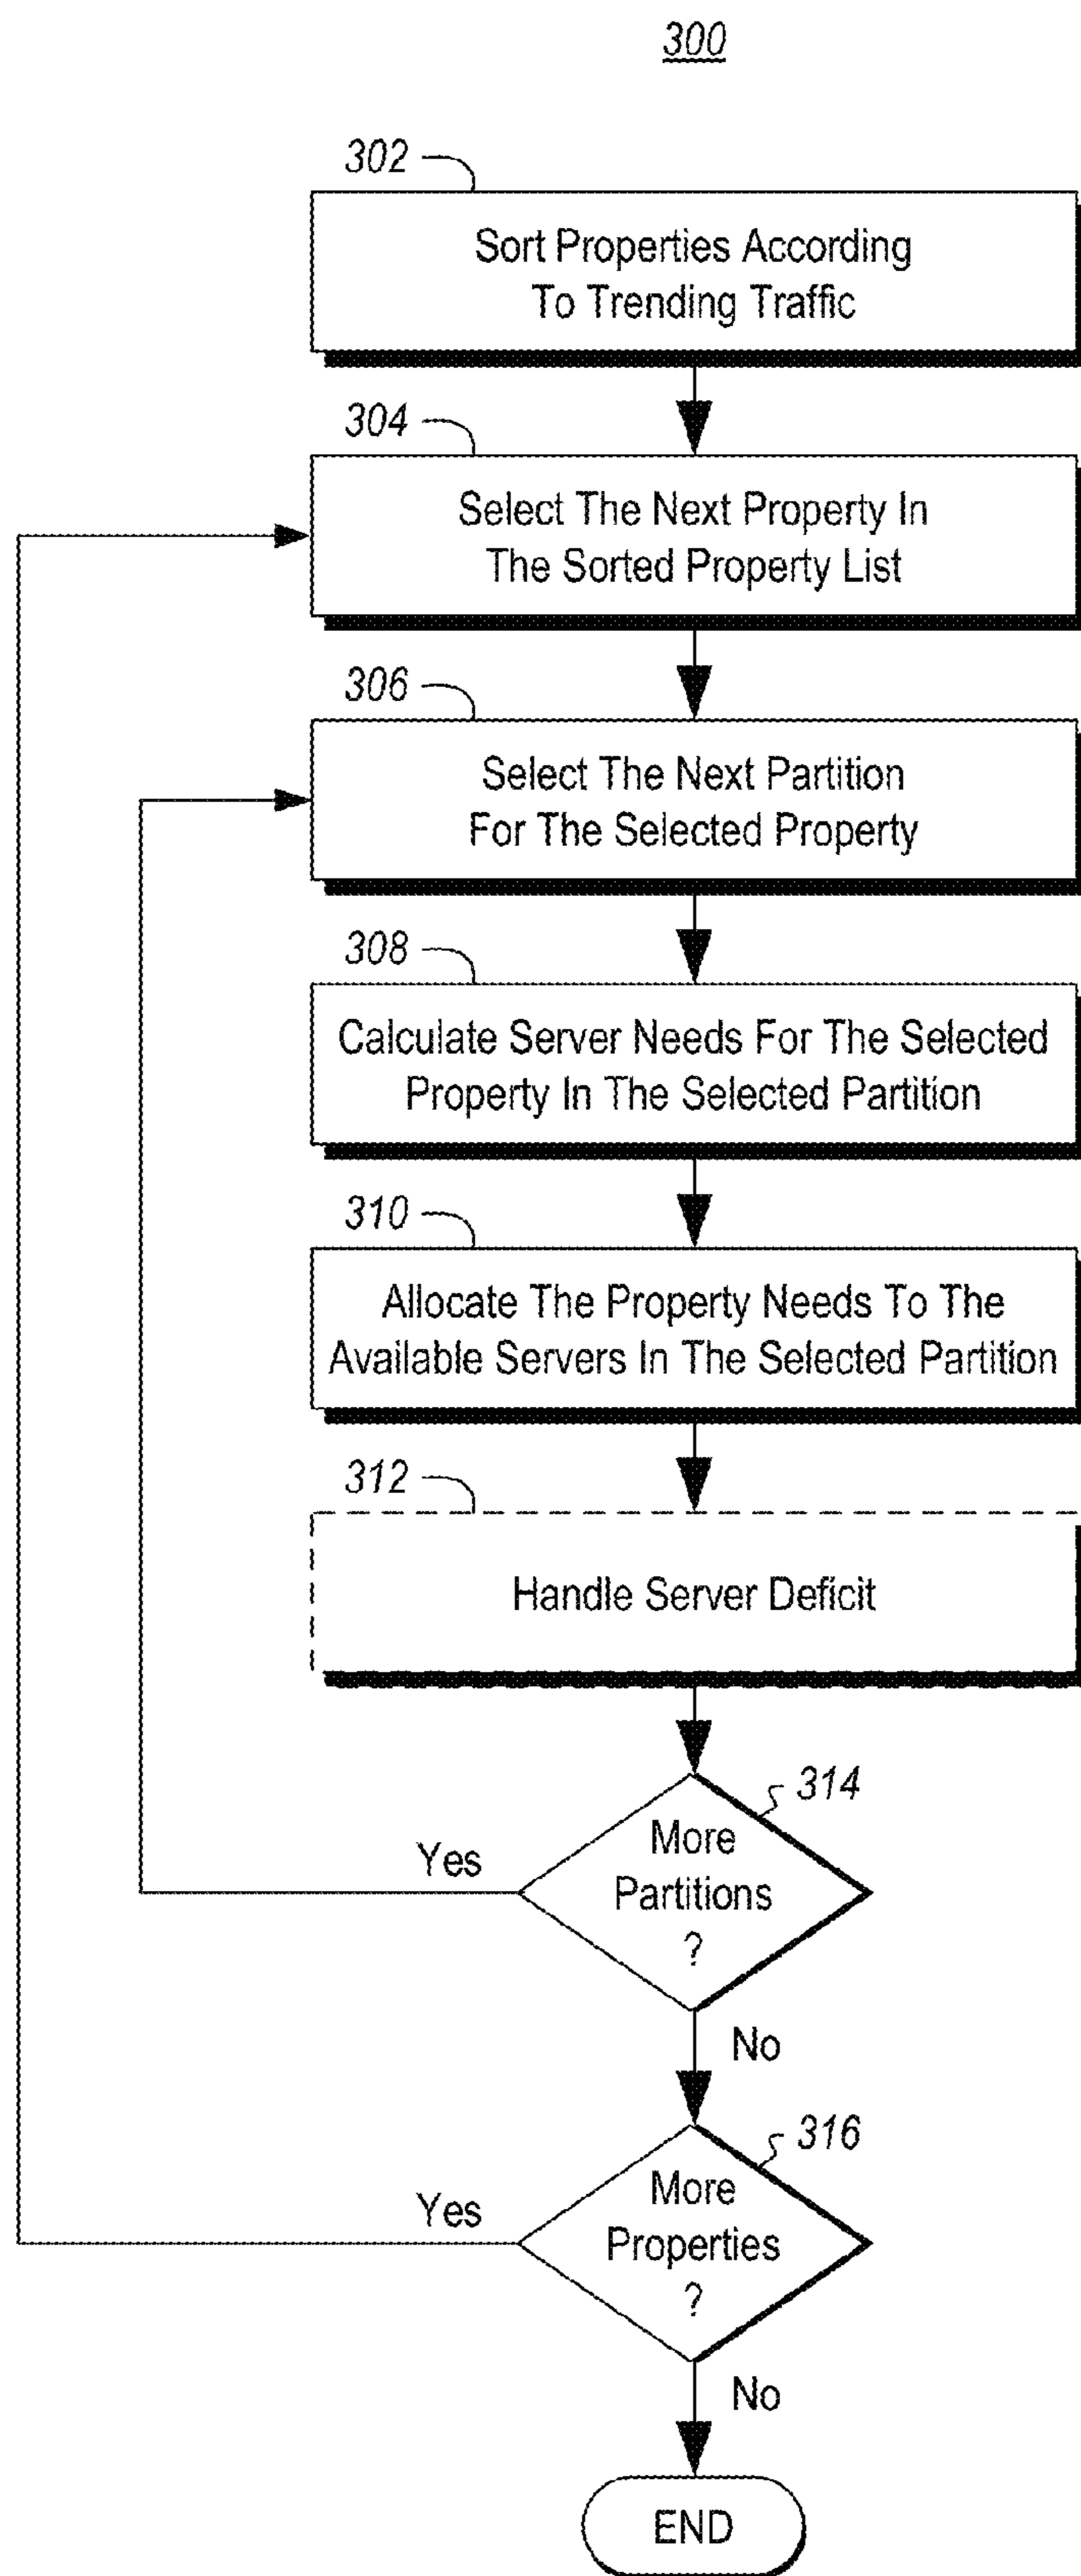 300
302
Sort Properties According
To Trending Traffic
304
Select The Next Property In
The Sorted Property List
306
Select The Next Partition
For The Selected Property
308
Calculate Server Needs For The Selected
Property In The Selected Partition
310
Allocate The Property Needs To The
Available Servers In The Selected Partition
312
Handle Server Deficit
314
More
Partitions
?
Yes
No
316
More
Properties
?
Yes
No
END